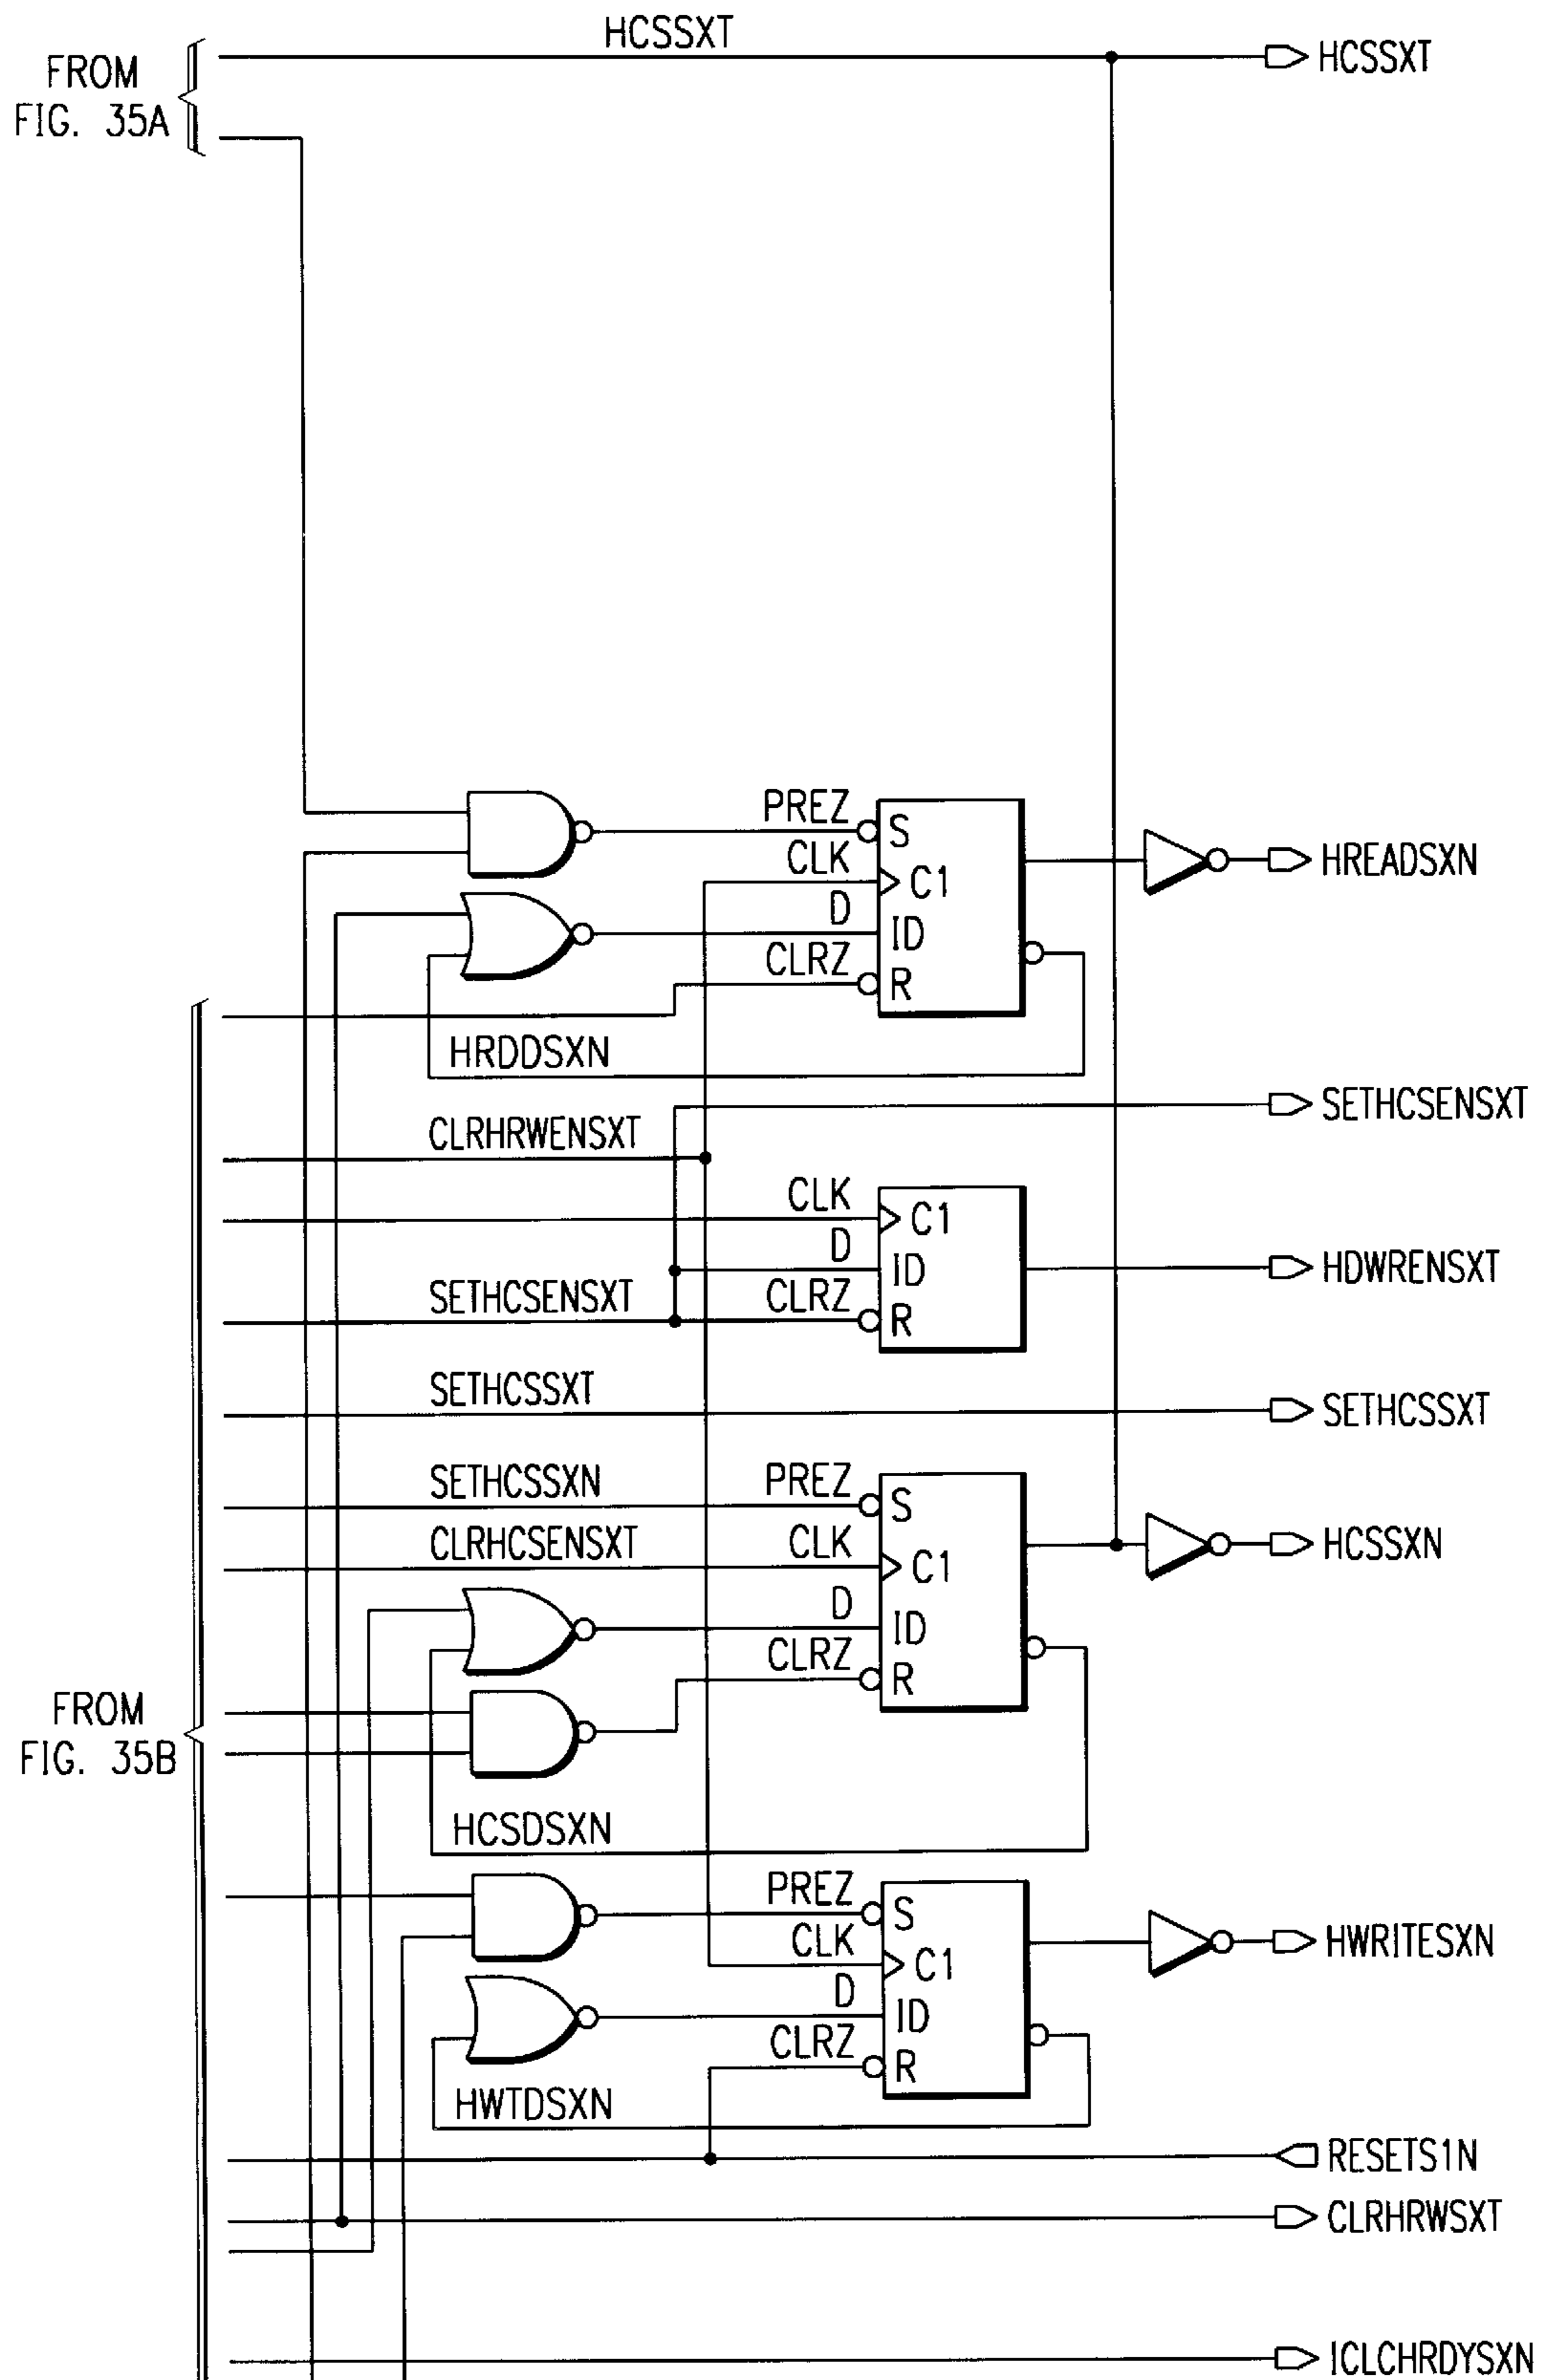 HCSSXT
HCSSXT
FROM
FIG. 35A
PREZ
S
CLK
C1
HREADSXN
D
ID
CLRZ
R
HRDDSXN
SETHCSENSXT
CLRHRWENSXT
CLK
C1
D
ID
HDWRENSXT
SETHCSENSXT
CLRZ
R
SETHCSSXT
SETHCSSXT
SETHCSSXN
PREZ
S
CLRHCSENSXT
CLK
C1
HCSSXN
D
ID
CLRZ
R
FROM
FIG. 35B
HCSDSXN
PREZ
S
CLK
C1
HWRITESXN
D
ID
CLRZ
R
HWTDSXN
RESETS1N
CLRHRWSXT
ICLCHRDYSXN